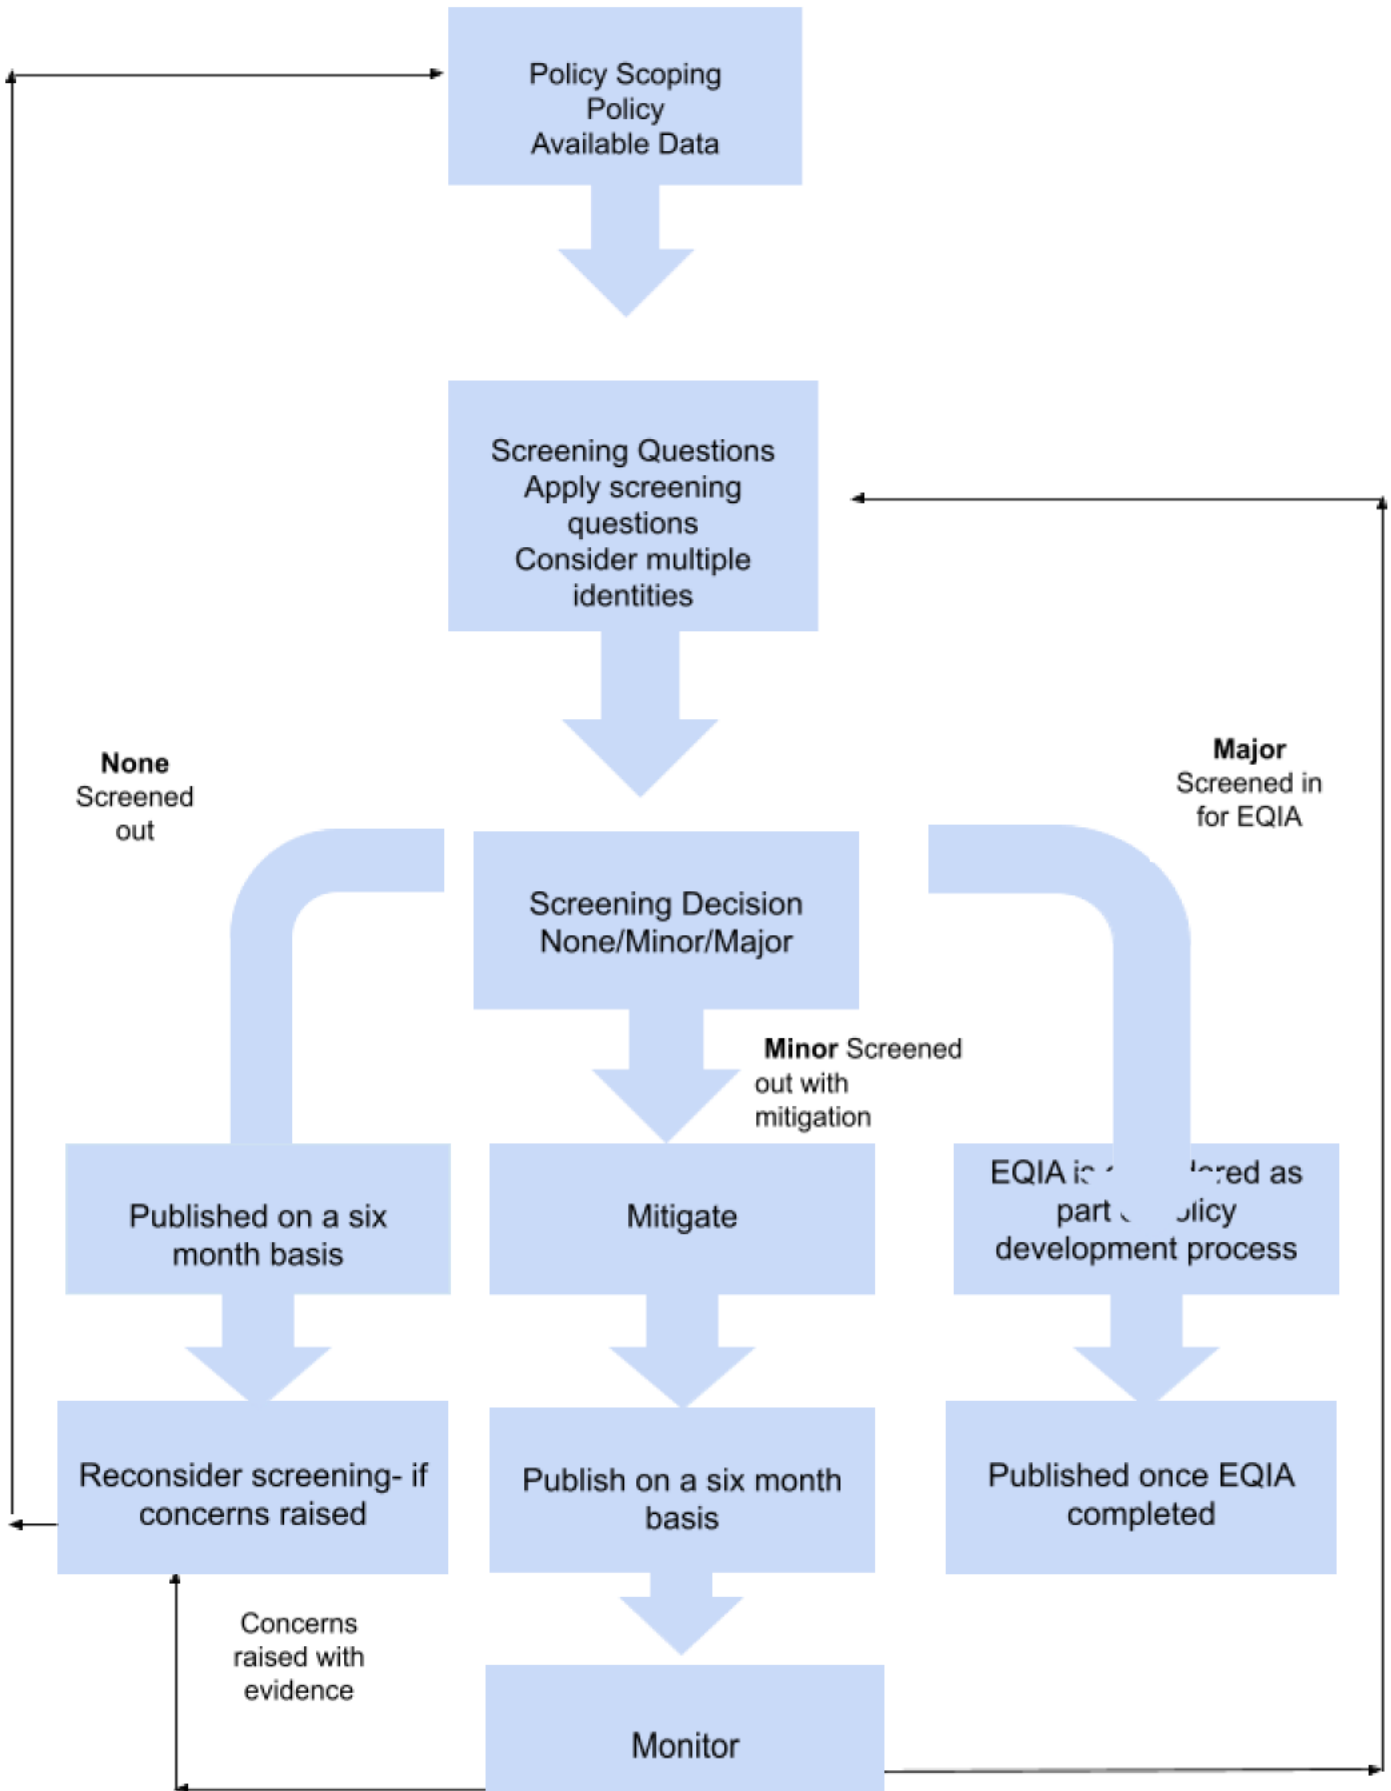 Policy Scoping
Policy
Available Data
Screening Questions
Apply screening
questions
Consider multiple
identities
None
Screened
out
Major
Screened in
for EQIA
Screening Decision
None/Minor/Major
Minor Screened
out with
mitigation
Published on a six
month basis
Mitigate
EQIA is as
part
development process
Reconsider screening- if
concerns raised
Publish on a six month
basis
Published once EQIA
completed
Concerns
raised with
evidence
Monitor